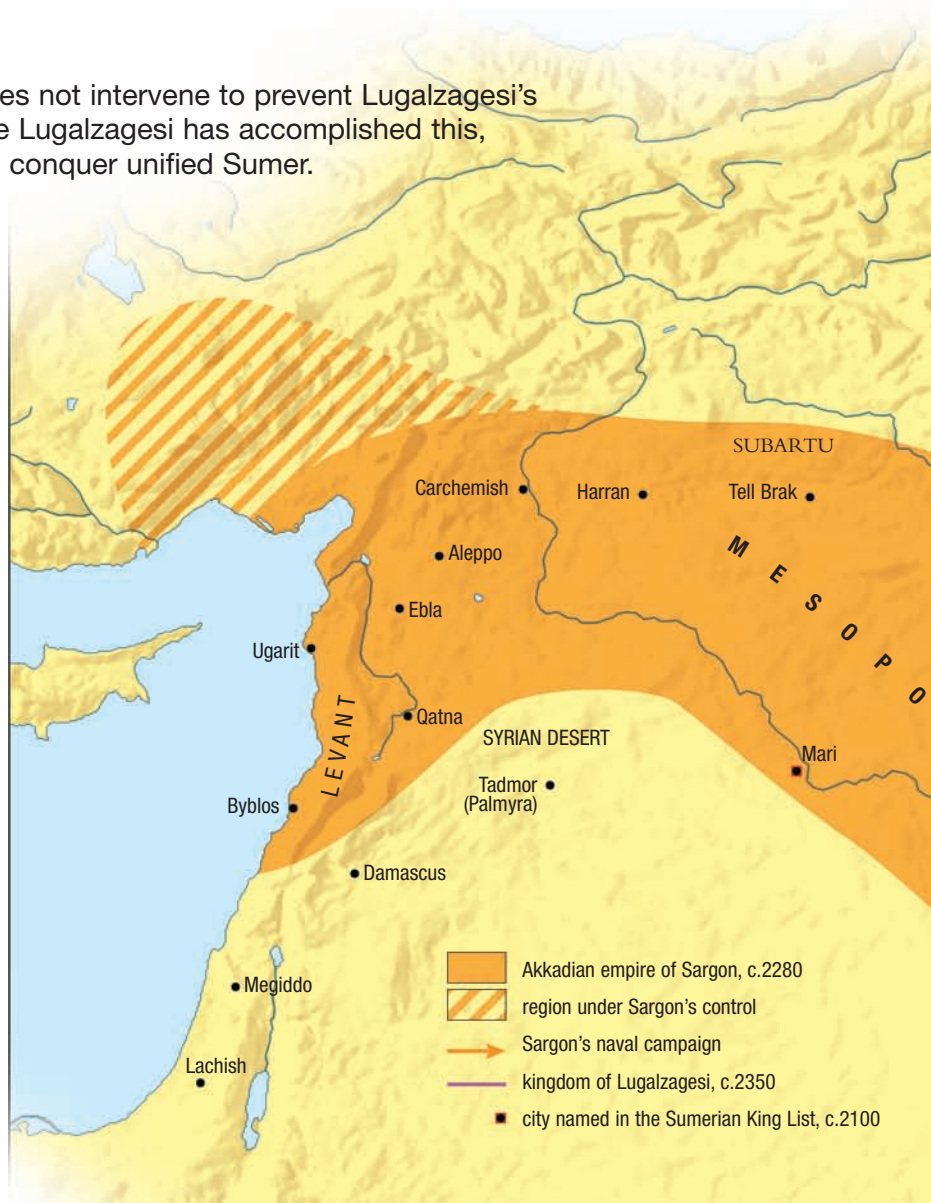 es not intervene to prevent Lugalzagesi's
e Lugalzagesi has accomplished this,
conquer unified Sumer.
SUBARTU
Carchemish
Harran
Tell Brak
MESOPO
Aleppo
Ebla
Ugarit
LEVANT
Qatna
SYRIAN DESERT
Mari
Tadmor
(Palmyra)
Byblos
Damascus
Akkadian empire of Sargon, c.2280
Megiddo
region under Sargon's control
Sargon's naval campaign
Lachish
kingdom of Lugalzagesi, c.2350
city named in the Sumerian King List, c.2100